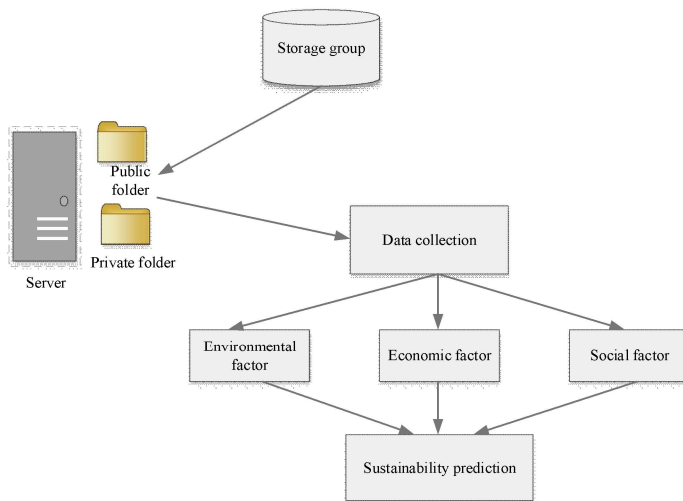 Storage group
Public
folder
Private folder
Server
Data collection
Environmental
factor
Economic factor
Social factor
Sustainability prediction